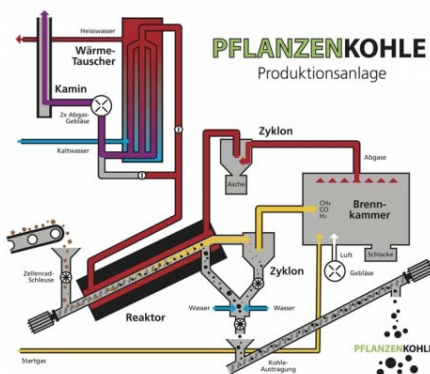 Heisswasser
Wärme-
Tauscher
PFLANZENKOHLE
Produktionsanlage
Kamin
2x Abgas-
Gebläse
Kaltwasser
Zyklon
Abgase
Asche
CH₄
CO
H₂
Brenn-
kammer
Zellenrad-
Schleuse
Zyklon
Luft
Schlacke
Gebläse
Reaktor
Wasser
Wasser
Startgas
Kohle-
Austragung
PFLANZENKOHLE